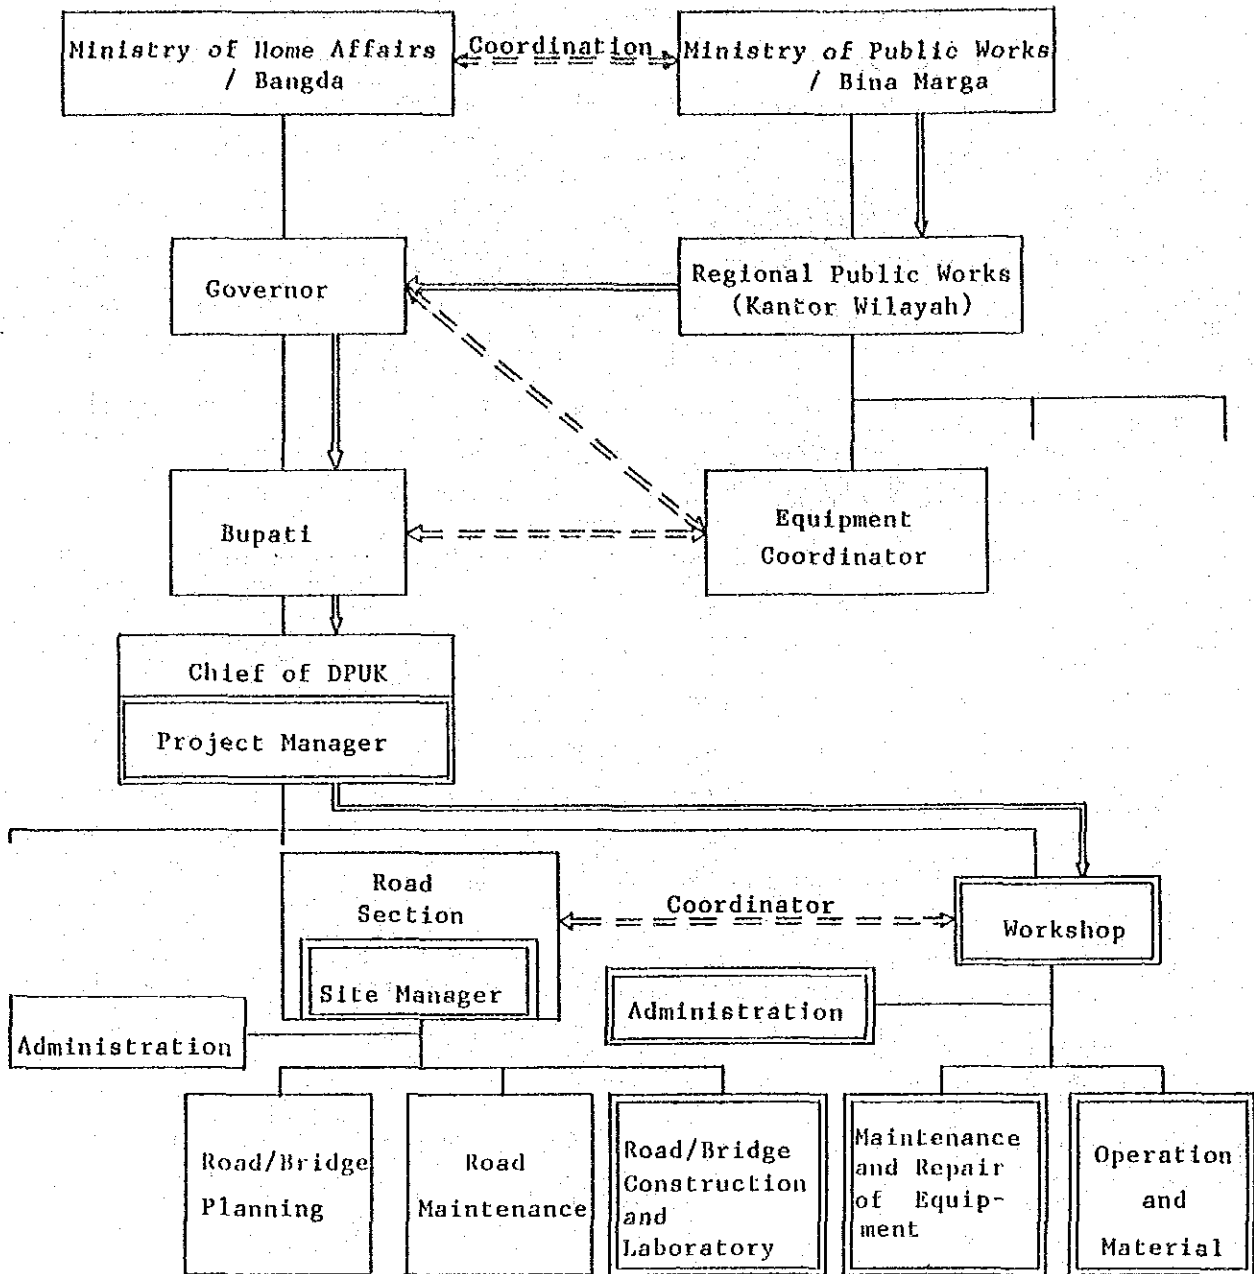 Ministry of Home Affairs
/ Bangda
Coordination
Ministry of Public Works
/ Bina Marga
Governor
Regional Public Works
(Kantor Wilayah)
Bupati
Equipment
Coordinator
Chief of DPUK
Project Manager
Road
Section
Site Manager
Coordinator
Workshop
Administration
Administration
Road/Bridge
Planning
Road
Maintenance
Road/Bridge
Construction
and
Laboratory
Maintenance
and Repair
of Equip-
ment
Operation
and
Material